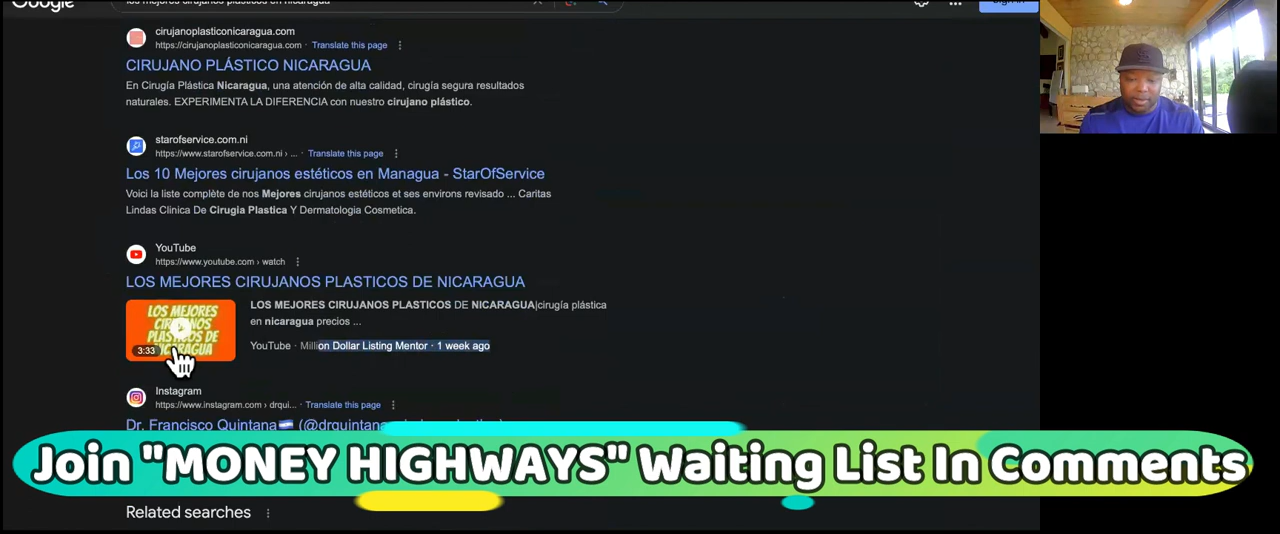 Google
los mejores cirujanos plasticos en nicaragua
cirujanoplasticonicaragua.com
https://cirujanoplasticonicaragua.com · Translate this page
CIRUJANO PLÁSTICO NICARAGUA
En Cirugía Plástica Nicaragua, una atención de alta calidad, cirugía segura resultados
naturales. EXPERIMENTA LA DIFERENCIA con nuestro cirujano plástico.
starofservice.com.ni
https://www.starofservice.com.ni › ... · Translate this page
Los 10 Mejores cirujanos estéticos en Managua - StarOfService
Voici la liste complète de nos Mejores cirujanos estéticos et ses environs revisado ... Caritas
Lindas Clinica De Cirugia Plastica Y Dermatologia Cosmetica.
YouTube
https://www.youtube.com › watch
LOS MEJORES CIRUJANOS PLASTICOS DE NICARAGUA
LOS MEJORES
CIRUJANOS
PLASTICOS DE
NICARAGUA
3:33
LOS MEJORES CIRUJANOS PLASTICOS DE NICARAGUA|cirugía plástica
en nicaragua precios ...
YouTube · Million Dollar Listing Mentor · 1 week ago
Instagram
https://www.instagram.com › drqui... · Translate this page
Dr. Francisco Quintana
Join "MONEY HIGHWAYS" Waiting List In Comments
Related searches